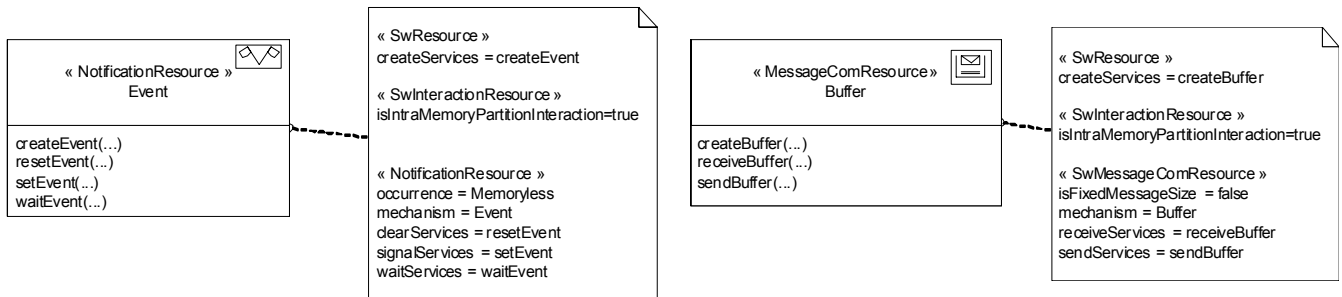 « NotificationResource »
Event
createEvent(...)
resetEvent(...)
setEvent(...)
waitEvent(...)
« SwResource »
createServices = createEvent
« SwInteractionResource »
isIntraMemoryPartitionInteraction=true
« NotificationResource »
occurrence = Memoryless
mechanism = Event
clearServices = resetEvent
signalServices = setEvent
waitServices = waitEvent
« MessageComResource»
Buffer
createBuffer(...)
receiveBuffer(...)
sendBuffer(...)
« SwResource »
createServices = createBuffer
« SwInteractionResource »
isIntraMemoryPartitionInteraction=true
« SwMessageComResource »
isFixedMessageSize = false
mechanism = Buffer
receiveServices = receiveBuffer
sendServices = sendBuffer